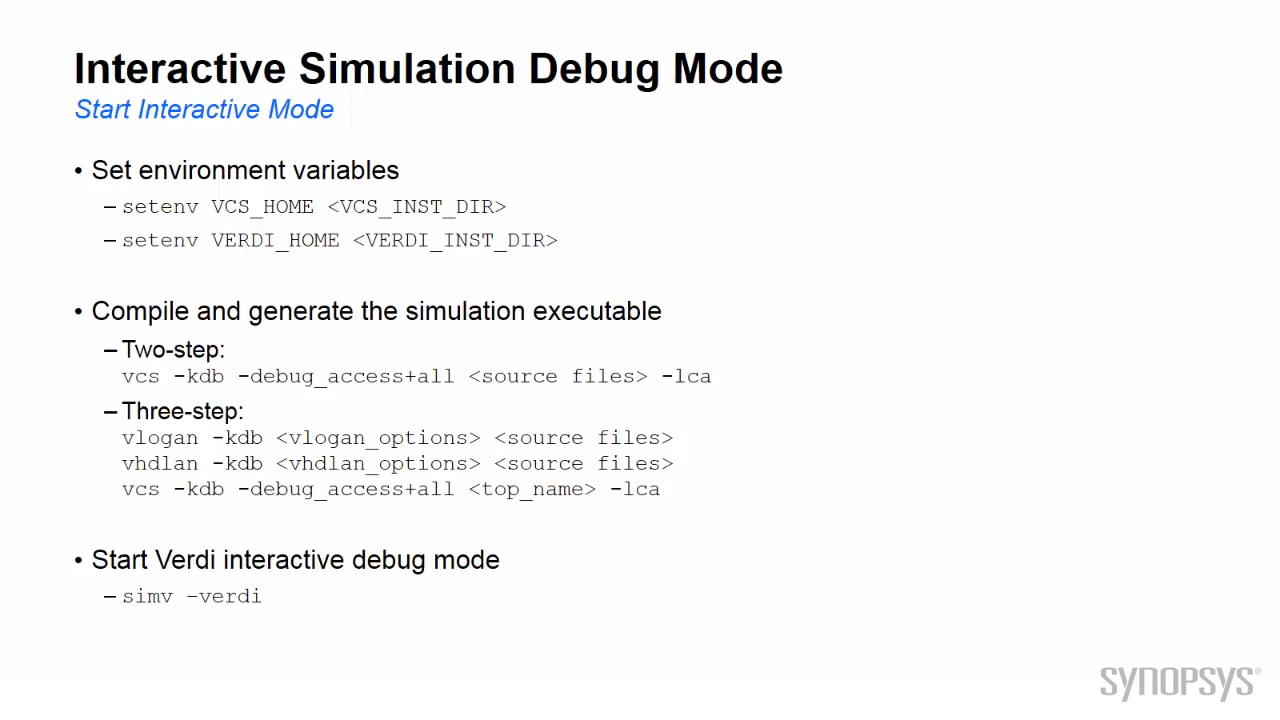 Interactive Simulation Debug Mode
Start Interactive Mode
• Set environment variables
– setenv VCS_HOME <VCS_INST_DIR>
– setenv VERDI_HOME <VERDI_INST_DIR>
• Compile and generate the simulation executable
– Two-step:
vcs -kdb -debug_access+all <source files> -lca
– Three-step:
vlogan -kdb <vlogan_options> <source files>
vhdlan -kdb <vhdlan_options> <source files>
vcs -kdb -debug_access+all <top_name> -lca
• Start Verdi interactive debug mode
– simv –verdi
SYNOPSYS®